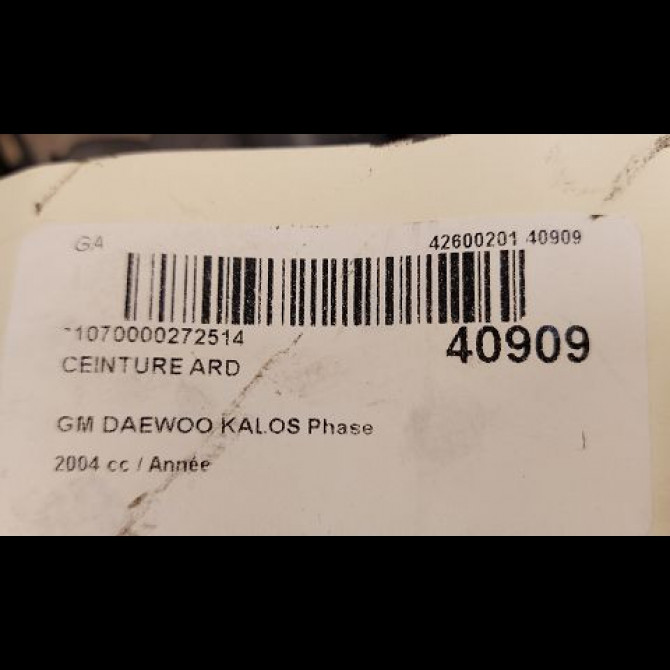 GA
42600201 40909
-1070000272514
40909
CEINTURE ARD
GM DAEWOO KALOS Phase
2004 cc / Année